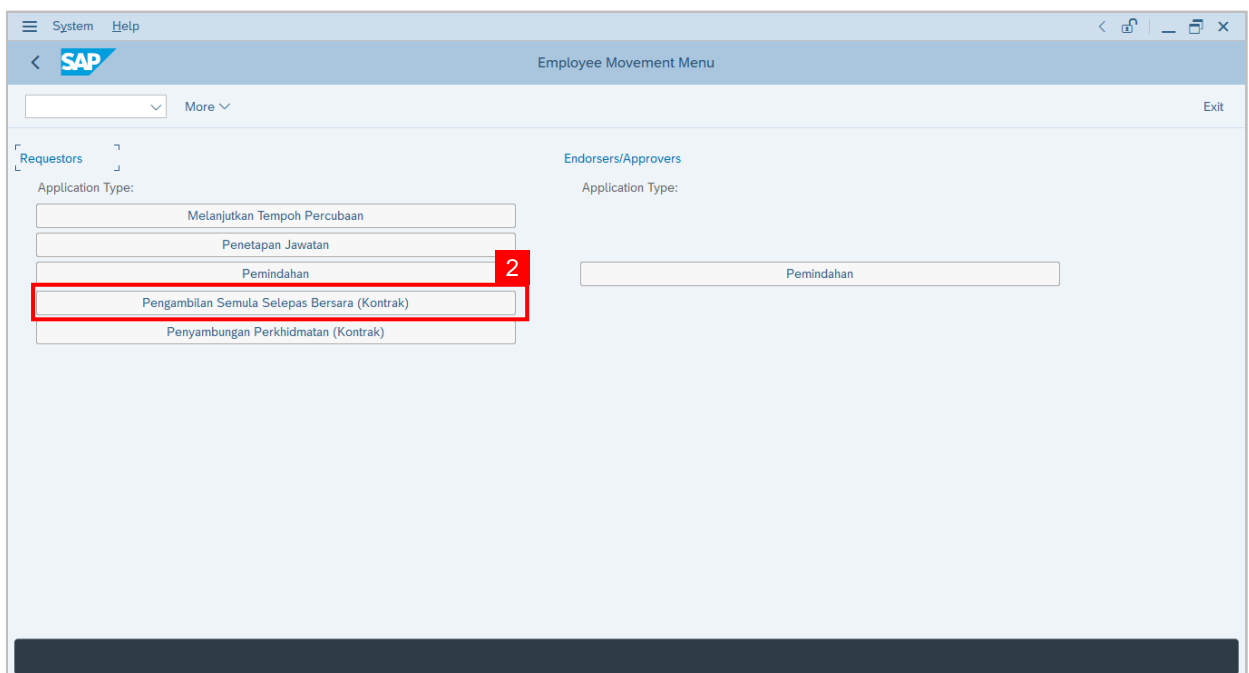 System Help
SAP
Employee Movement Menu
More
Exit
Requestors
Application Type:
Melanjutkan Tempoh Percubaan
Penetapan Jawatan
Pemindahan
2
Pengambilan Semula Selepas Bersara (Kontrak)
Penyambungan Perkhidmatan (Kontrak)
Endorsers/Approvers
Application Type:
Pemindahan